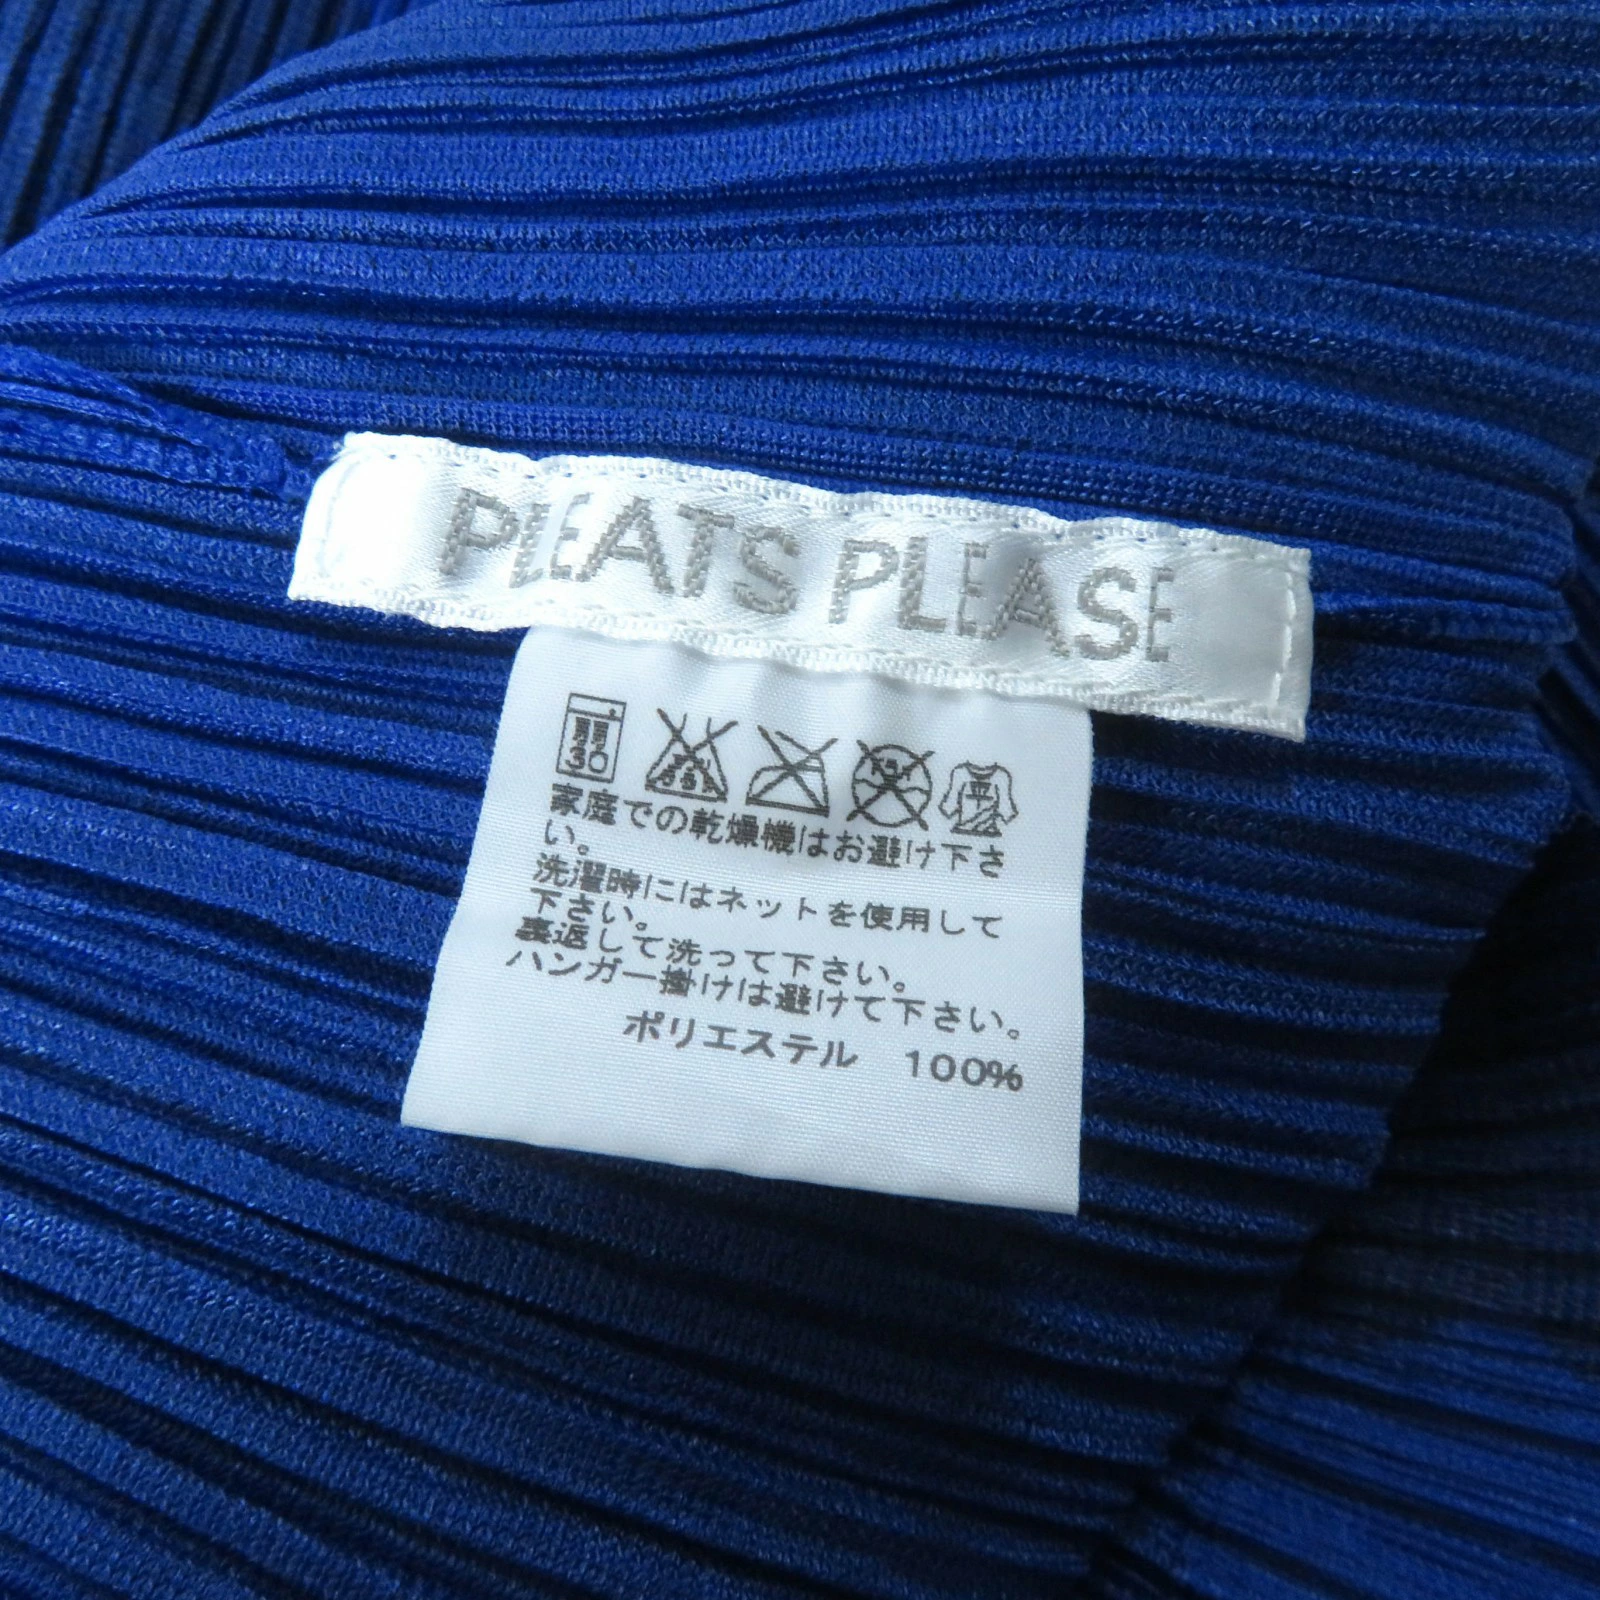 PLEATS PLEASE
弱 30
家庭での乾燥機はお避け下さ
い。
洗濯時にはネットを使用して
下さい。
裏返して洗って下さい。
ハンガー掛けは避けて下さい。
ポリエステル 100%